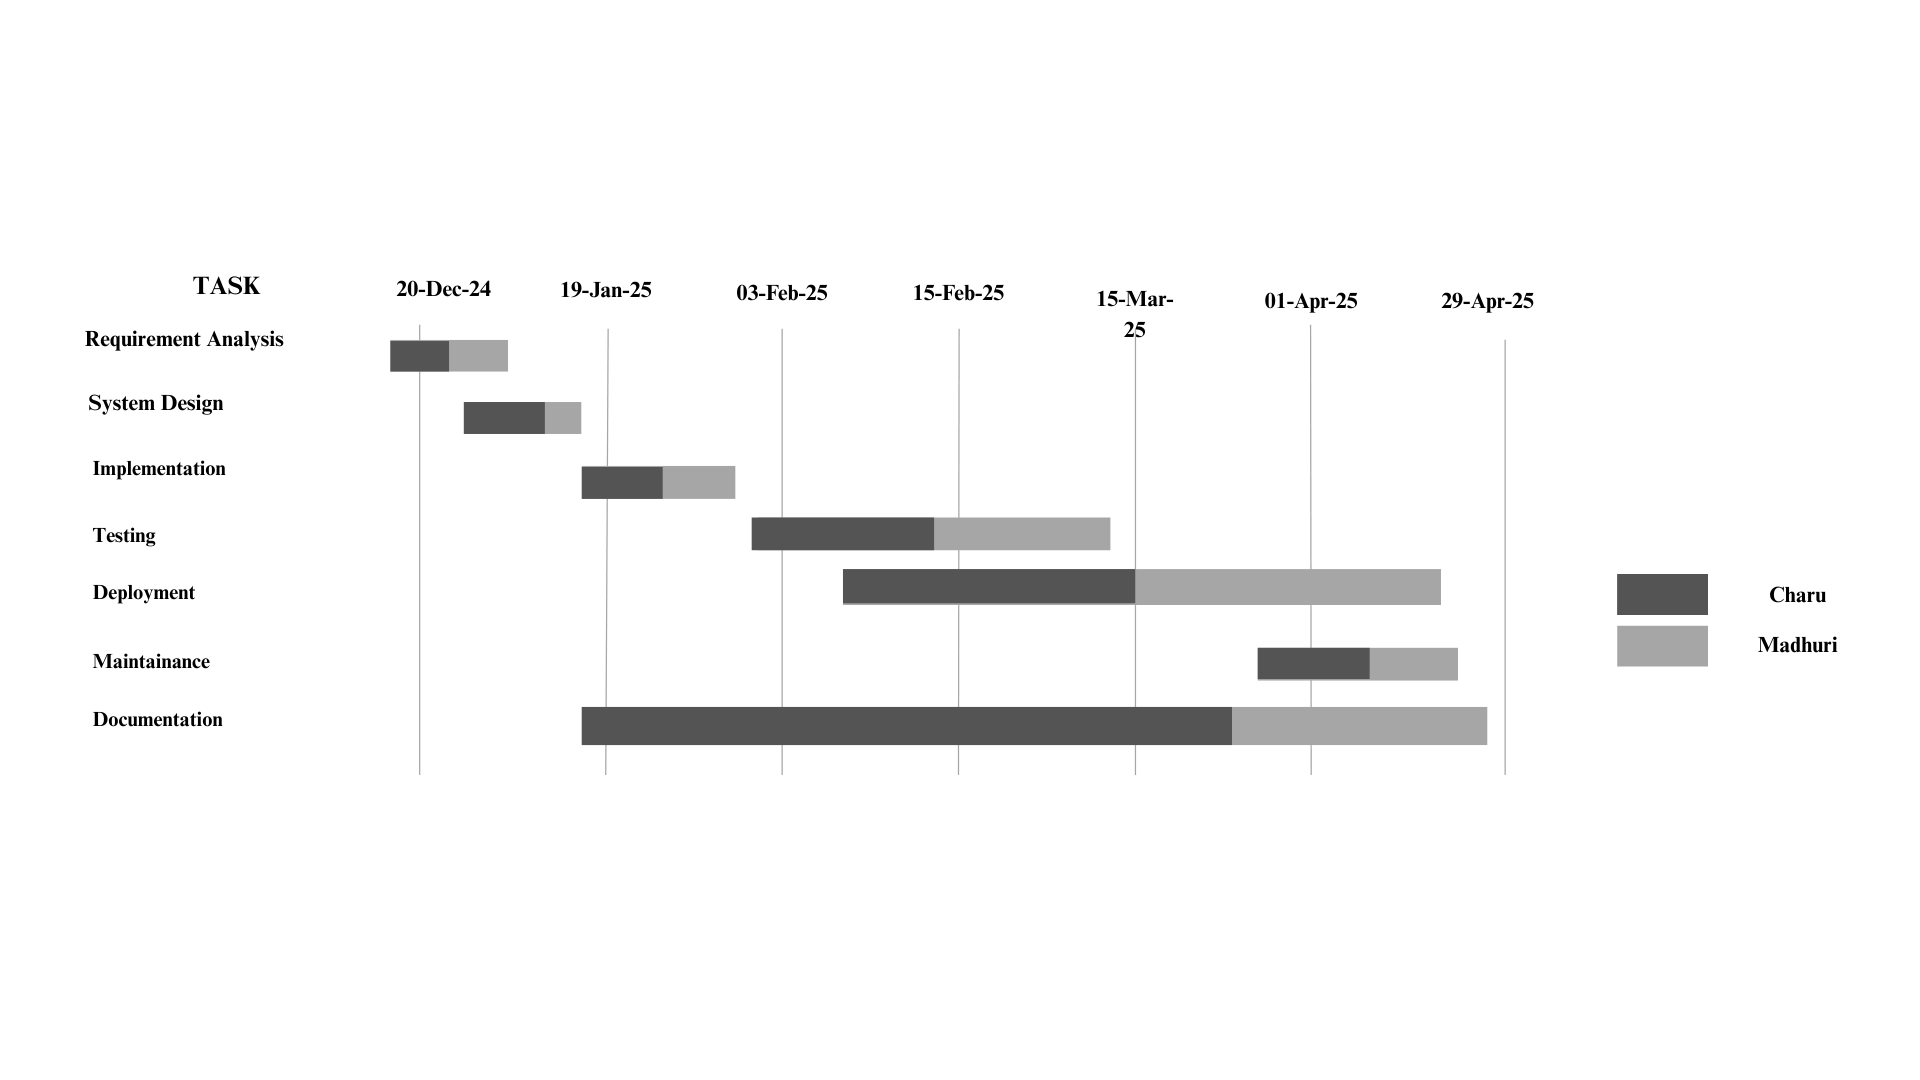 TASK
20-Dec-24
19-Jan-25
03-Feb-25
15-Feb-25
15-Mar-
25
01-Apr-25
29-Apr-25
Requirement Analysis
System Design
Implementation
Testing
Deployment
Maintainance
Documentation
Charu
Madhuri